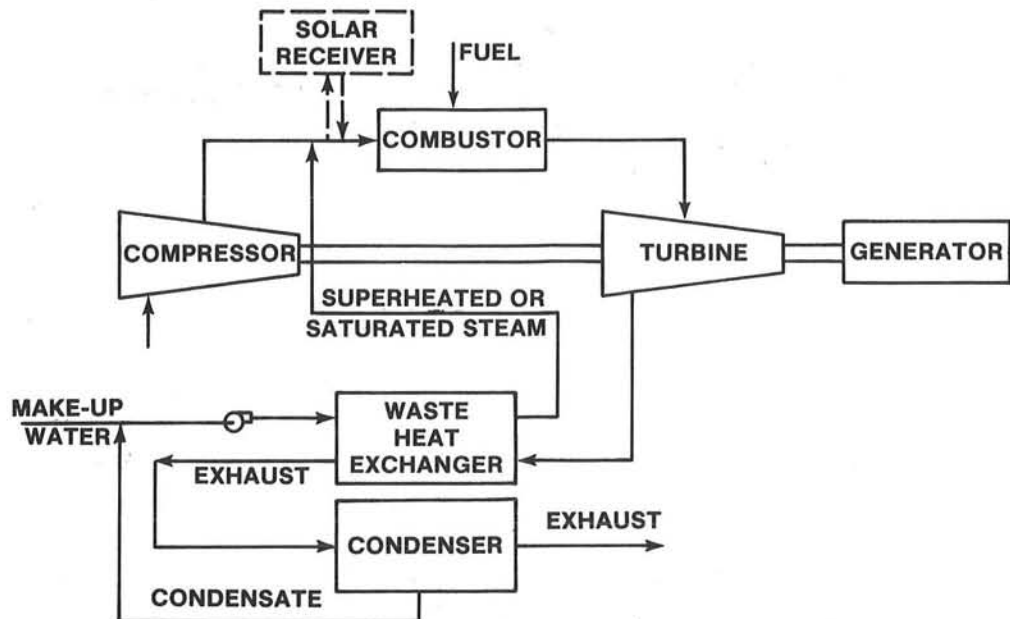 SOLAR
RECEIVER
FUEL
COMBUSTOR
COMPRESSOR
TURBINE
GENERATOR
SUPERHEATED OR
SATURATED STEAM
MAKE-UP
WATER
WASTE
HEAT
EXCHANGER
EXHAUST
CONDENSER
EXHAUST
CONDENSATE